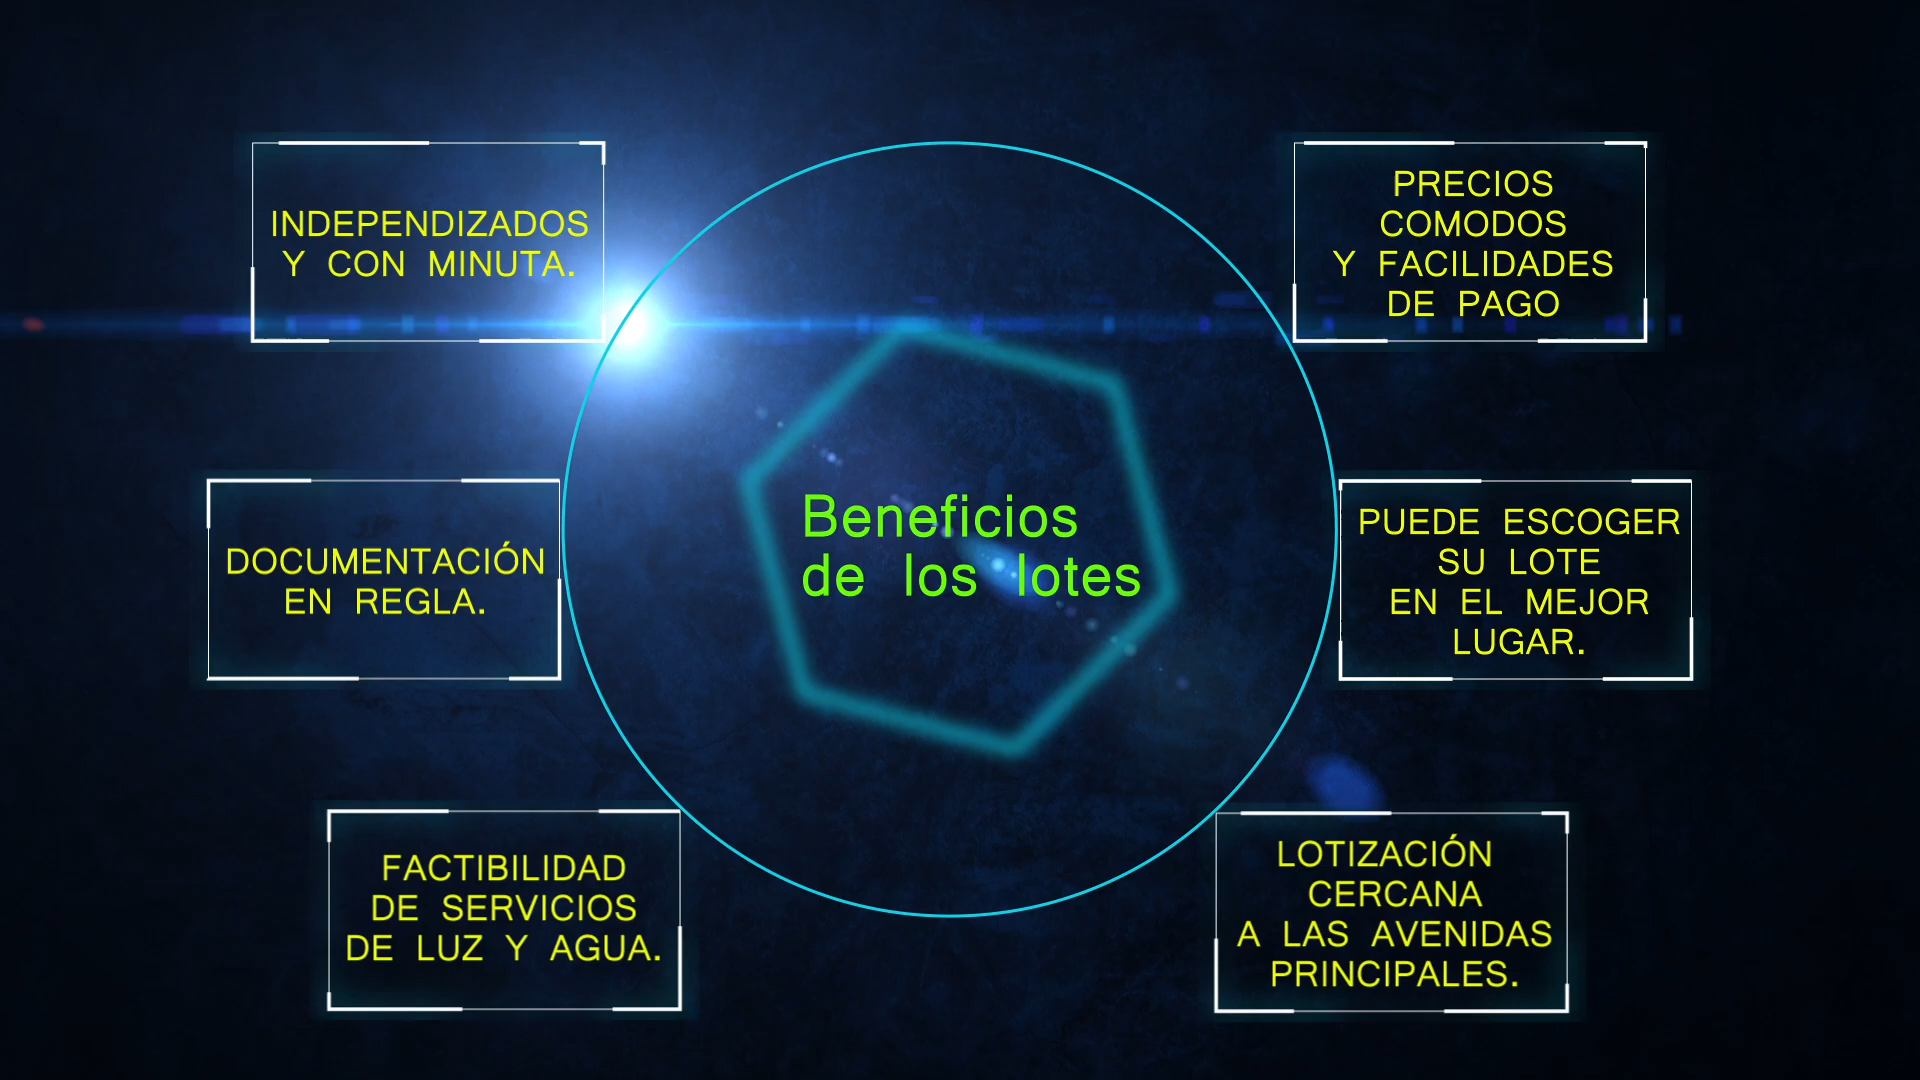 INDEPENDIZADOS
Y CON MINUTA.
PRECIOS
COMODOS
Y FACILIDADES
DE PAGO
Beneficios
de los lotes
DOCUMENTACIÓN
EN REGLA.
PUEDE ESCOGER
SU LOTE
EN EL MEJOR
LUGAR.
FACTIBILIDAD
DE SERVICIOS
DE LUZ Y AGUA.
LOTIZACIÓN
CERCANA
A LAS AVENIDAS
PRINCIPALES.